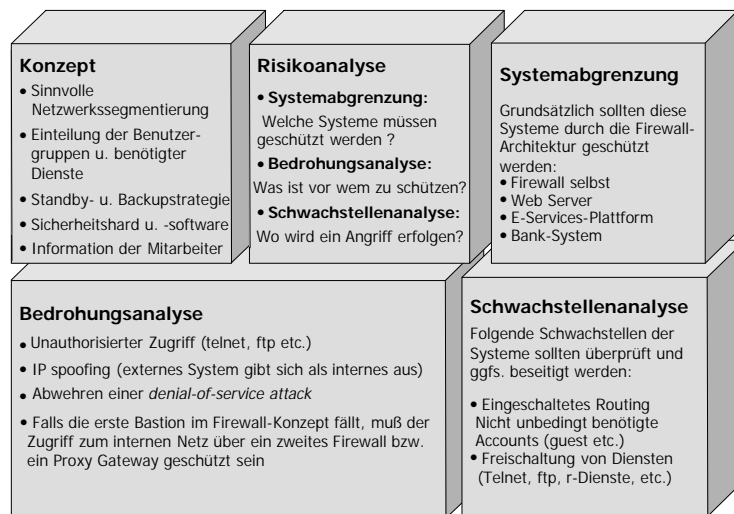 Konzept
• Sinnvolle
Netzwerkssegmentierung
• Einteilung der Benutzer-
gruppen u. benötigter
Dienste
• Standby- u. Backupstrategie
• Sicherheitshard u. -software
• Information der Mitarbeiter
Risikoanalyse
• Systemabgrenzung:
Welche Systeme müssen
geschützt werden ?
• Bedrohungsanalyse:
Was ist vor wem zu schützen?
• Schwachstellenanalyse:
Wo wird ein Angriff erfolgen?
Systemabgrenzung
Grundsätzlich sollten diese
Systeme durch die Firewall-
Architektur geschützt
werden:
• Firewall selbst
• Web Server
• E-Services-Plattform
• Bank-System
Bedrohungsanalyse
• Unauthorisierter Zugriff (telnet, ftp etc.)
• IP spoofing (externes System gibt sich als internes aus)
• Abwehren einer denial-of-service attack
• Falls die erste Bastion im Firewall-Konzept fällt, muß der
Zugriff zum internen Netz über ein zweites Firewall bzw.
ein Proxy Gateway geschützt sein
Schwachstellenanalyse
Folgende Schwachstellen der
Systeme sollten überprüft und
ggfs. beseitigt werden:
• Eingeschaltetes Routing
Nicht unbedingt benötigte
Accounts (guest etc.)
• Freischaltung von Diensten
(Telnet, ftp, r-Dienste, etc.)